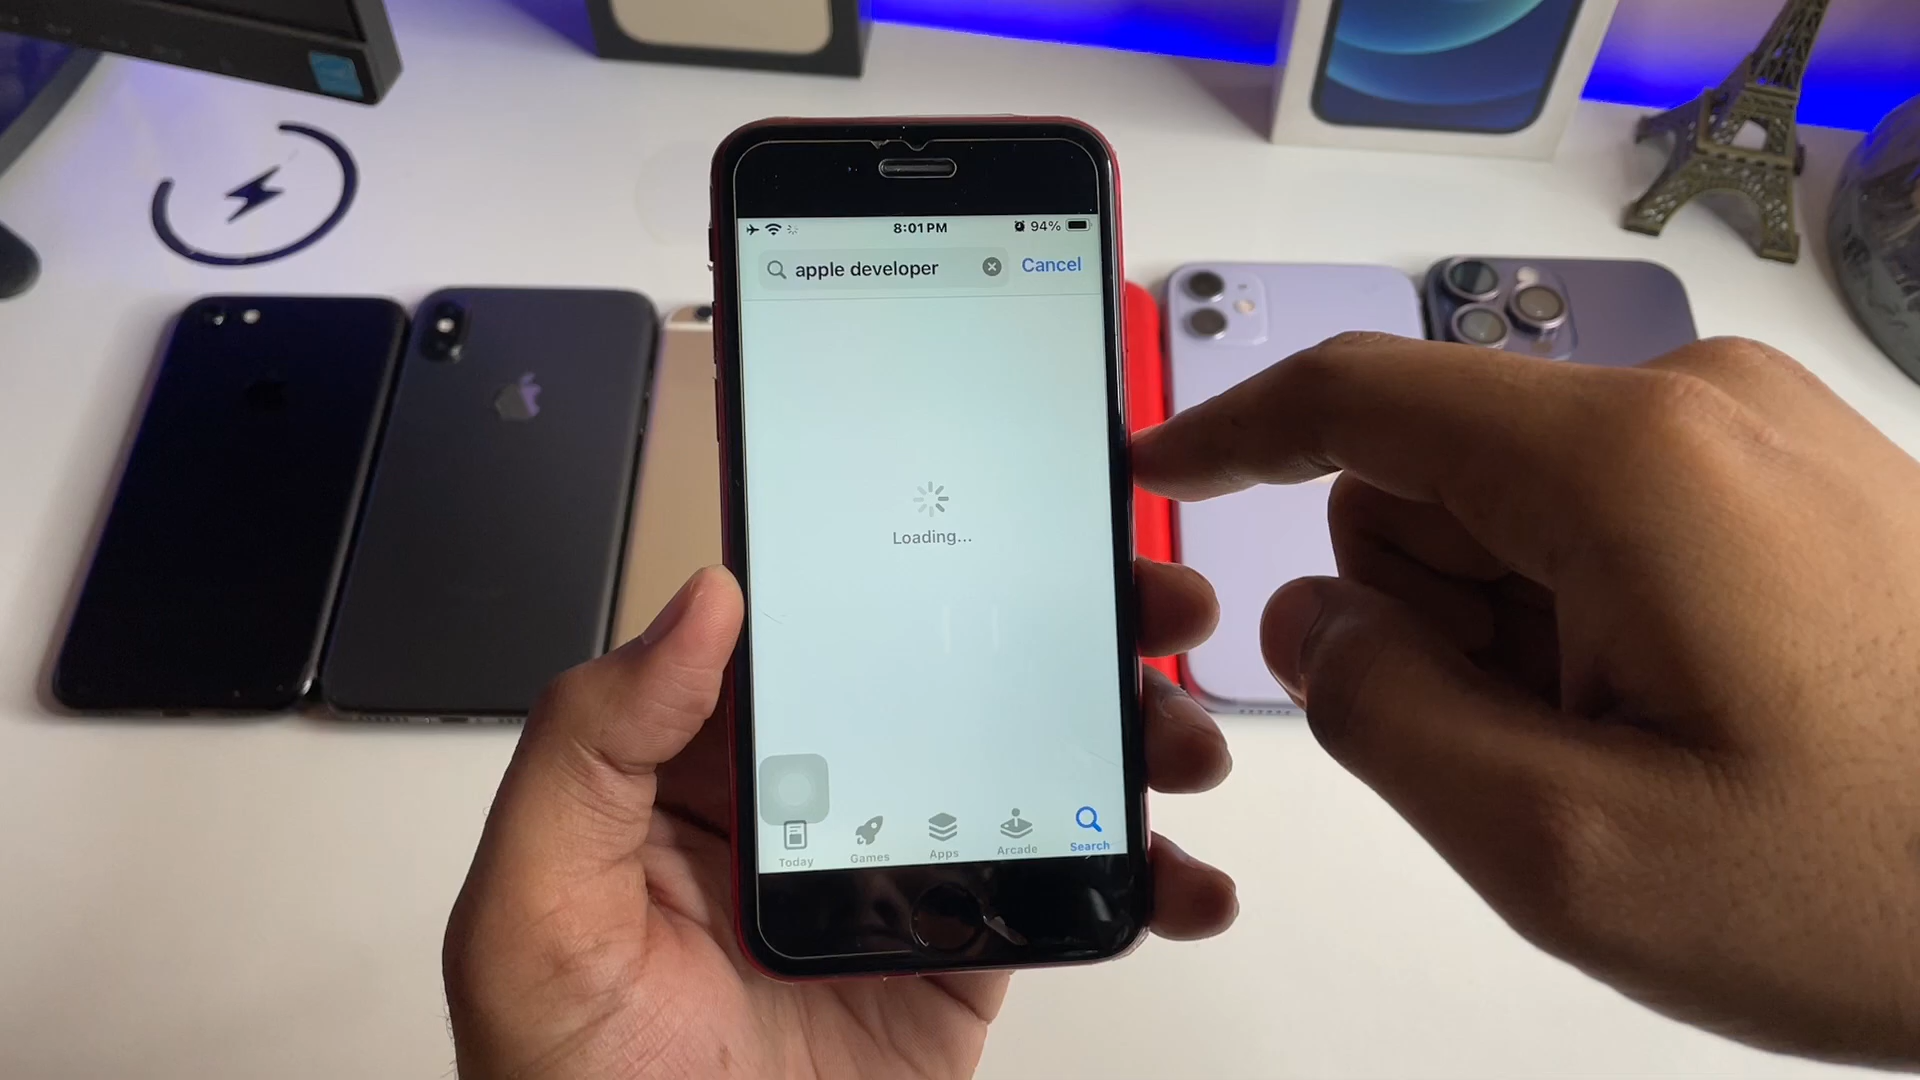 8:01 PM
94%
apple developer
Cancel
Loading...
Today
Games
Apps
Arcade
Search